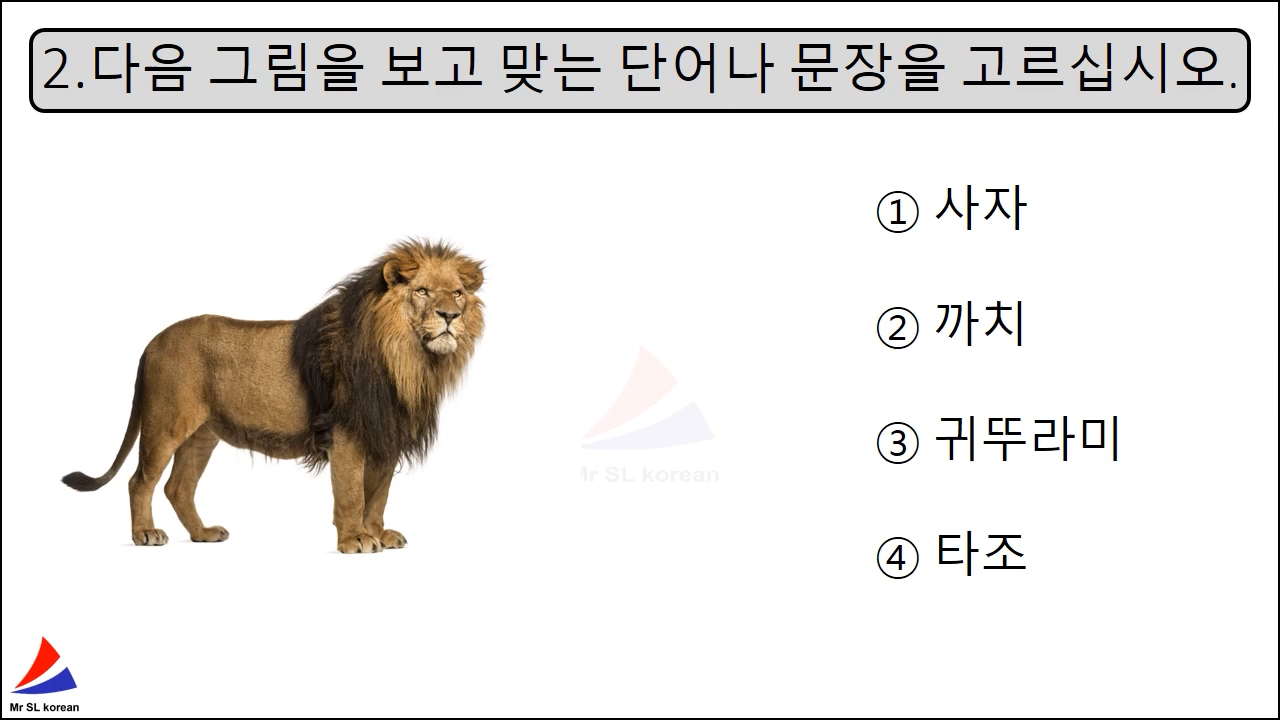 2.다음 그림을 보고 맞는 단어나 문장을 고르십시오.
① 사자
② 까치
③ 귀뚜라미
④ 타조
Mr SL korean
Mr SL korean